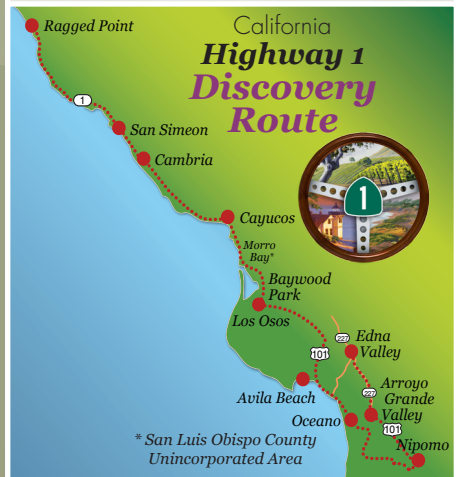 California
Highway 1
Discovery
Route
Ragged Point
1
San Simeon
Cambria
1
Cayucos
Morro
Bay*
Baywood
Park
Los Osos
227
Edna
Valley
101
Avila Beach
227
Arroyo
Grande
Valley
Oceano
101
Nipomo
* San Luis Obispo County
Unincorporated Area